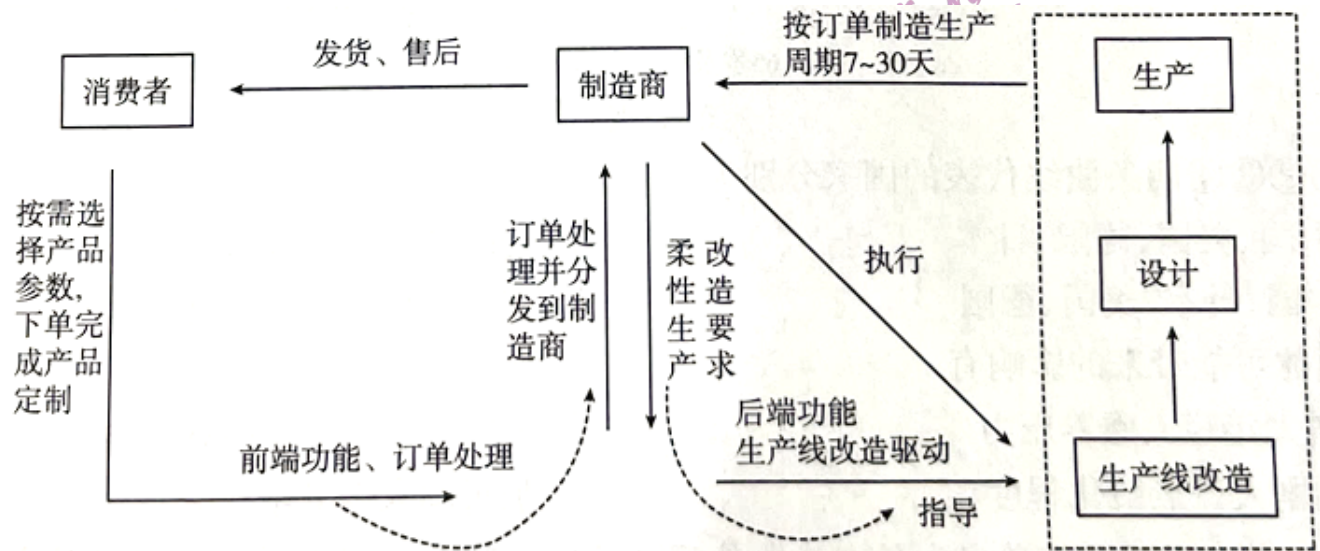 发货、售后
按订单制造生产
周期7~30天
消费者
制造商
生产
按需选
择产品
参数,
下单完
成产品
定制
订单处
理并分
发到制
造商
柔性生产
改造要求
执行
设计
前端功能、订单处理
后端功能
生产线改造驱动
指导
生产线改造